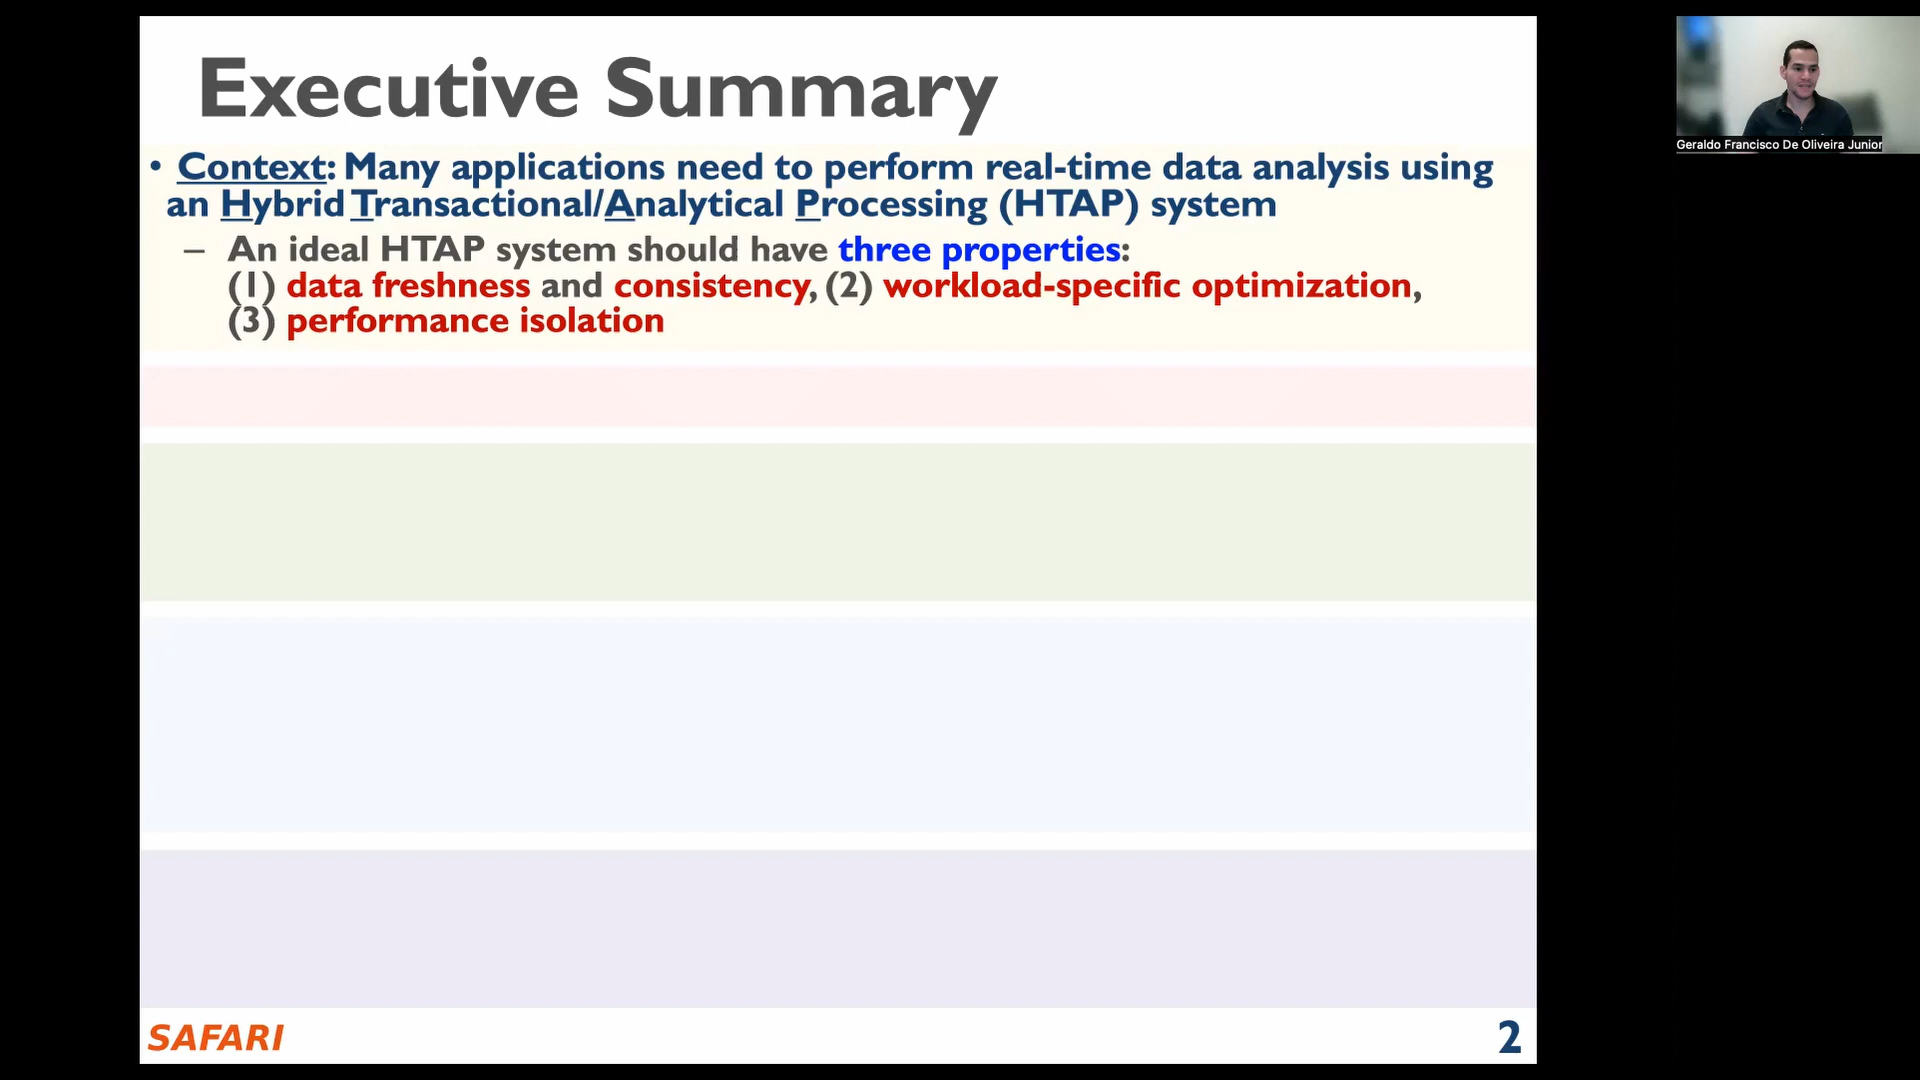 Executive Summary
• Context: Many applications need to perform real-time data analysis using
an Hybrid Transactional/Analytical Processing (HTAP) system
– An ideal HTAP system should have three properties:
(1) data freshness and consistency, (2) workload-specific optimization,
(3) performance isolation
SAFARI
2
Geraldo Francisco De Oliveira Junior